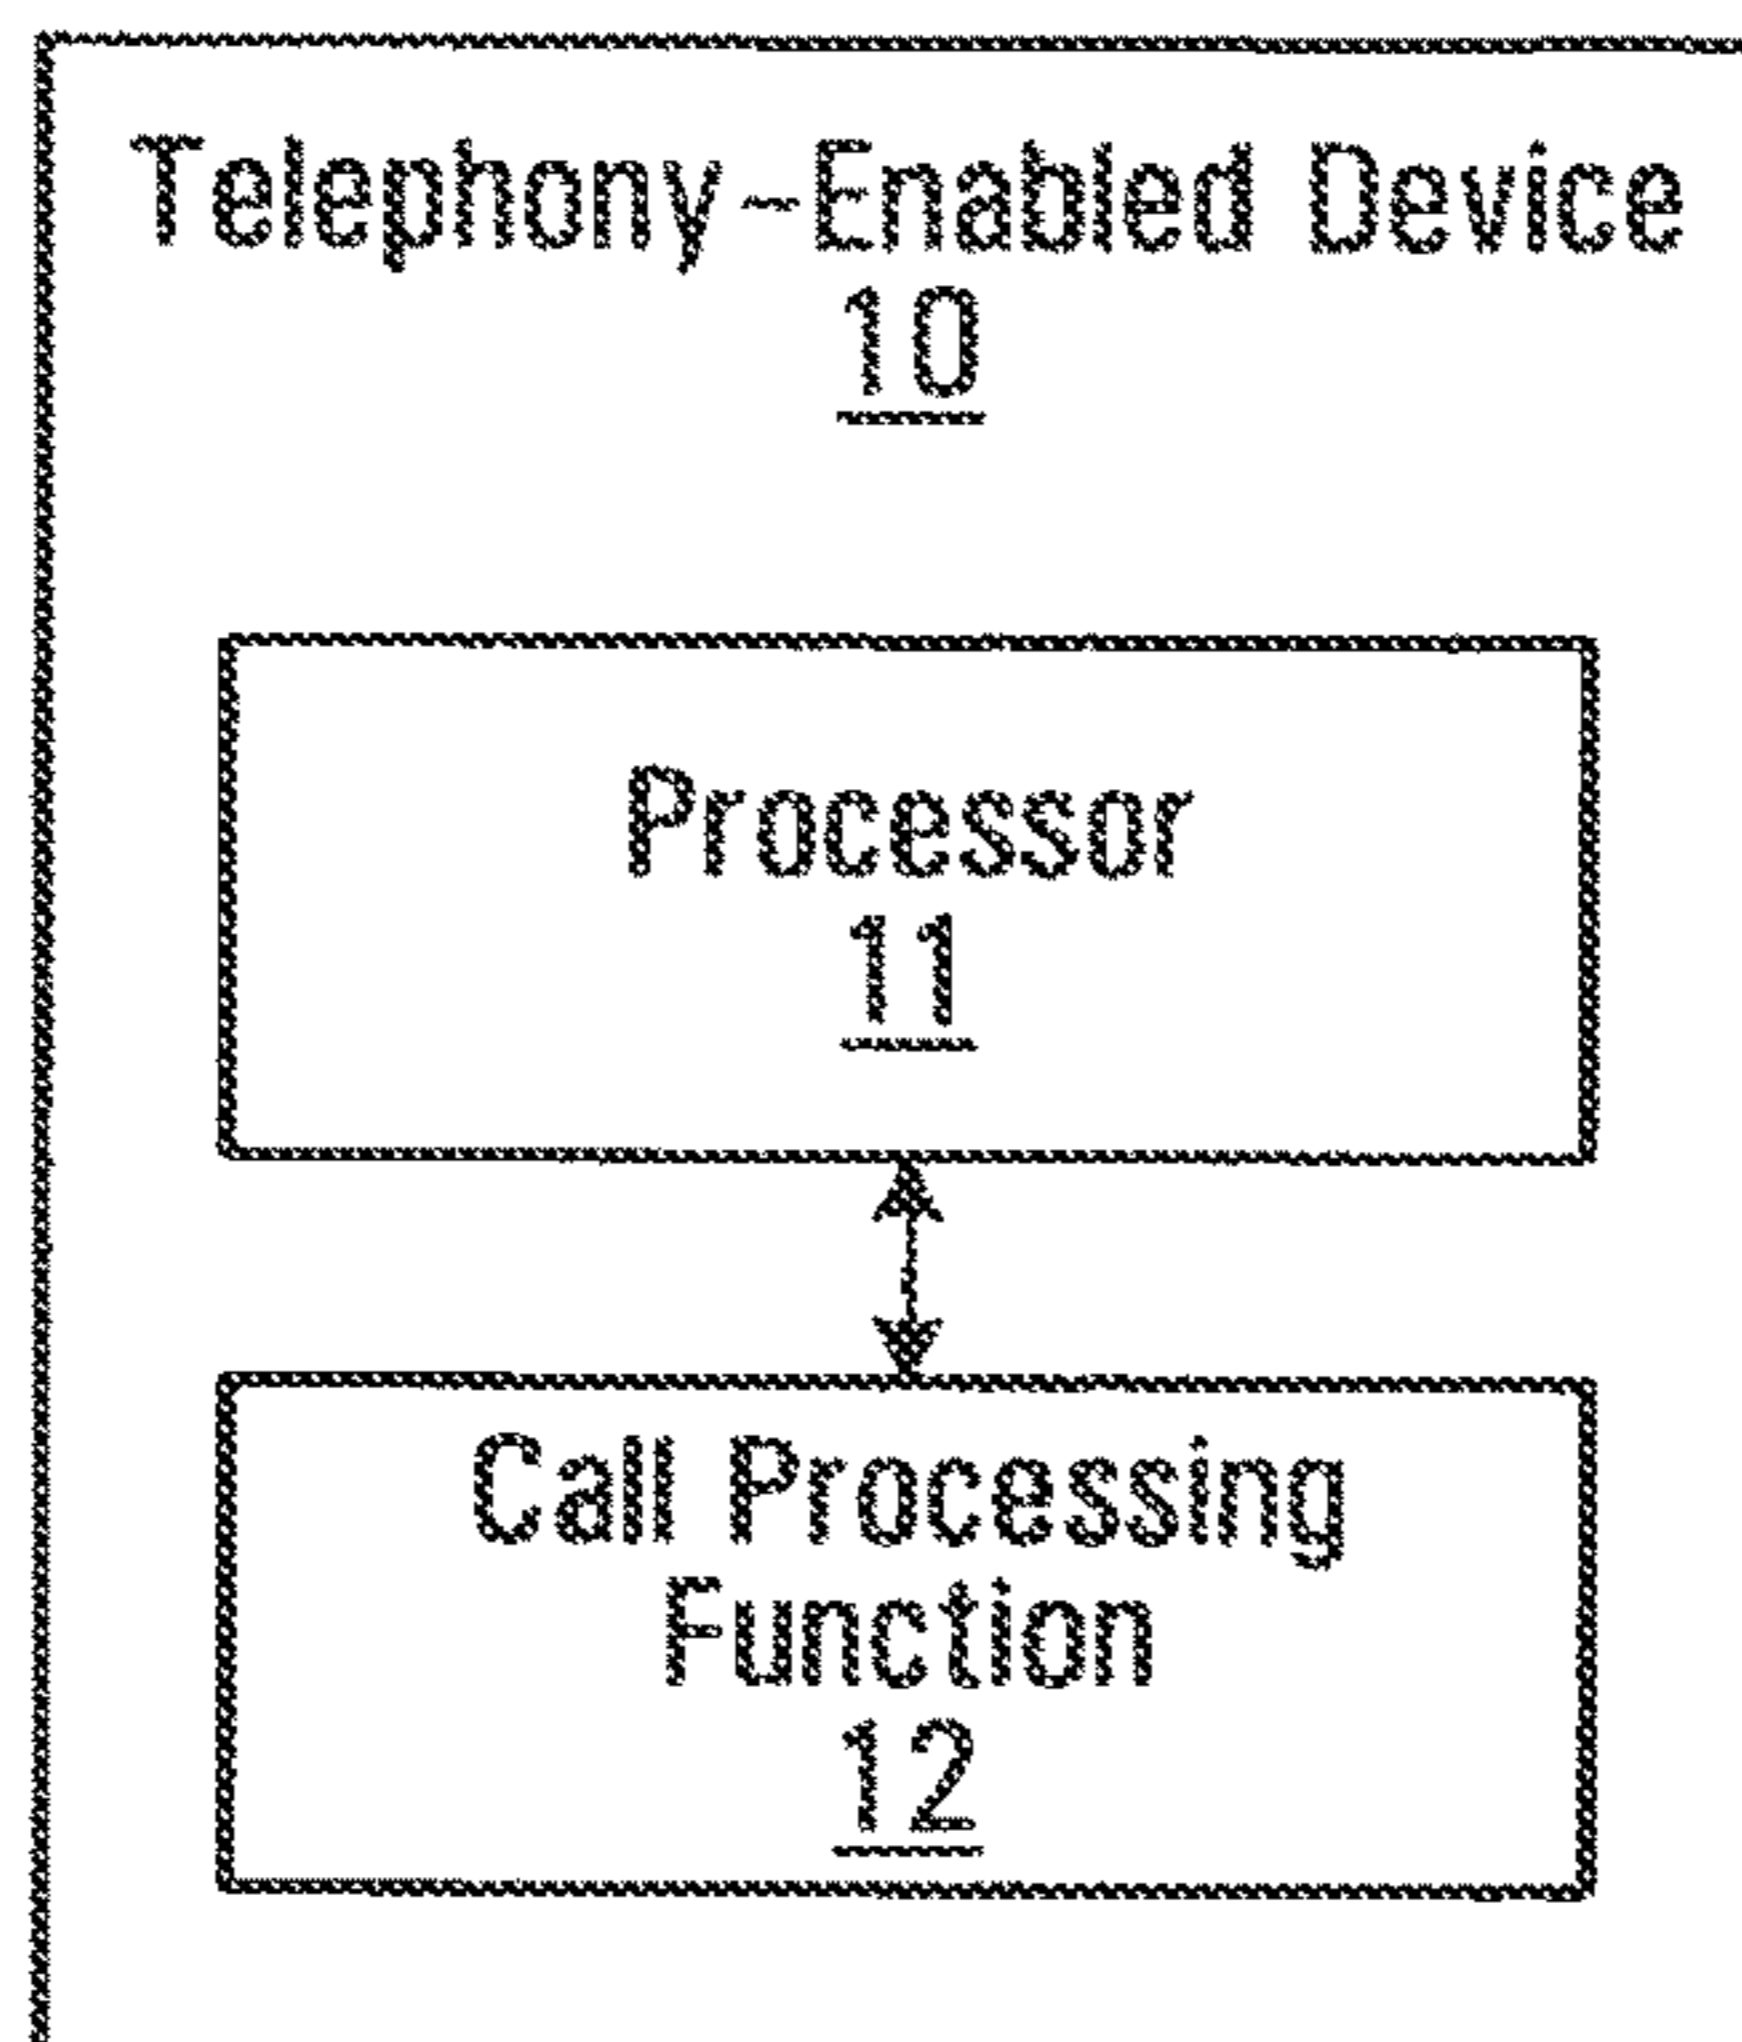 Telephony-Enabled Device
10
Processor
11
Call Processing
Function
12